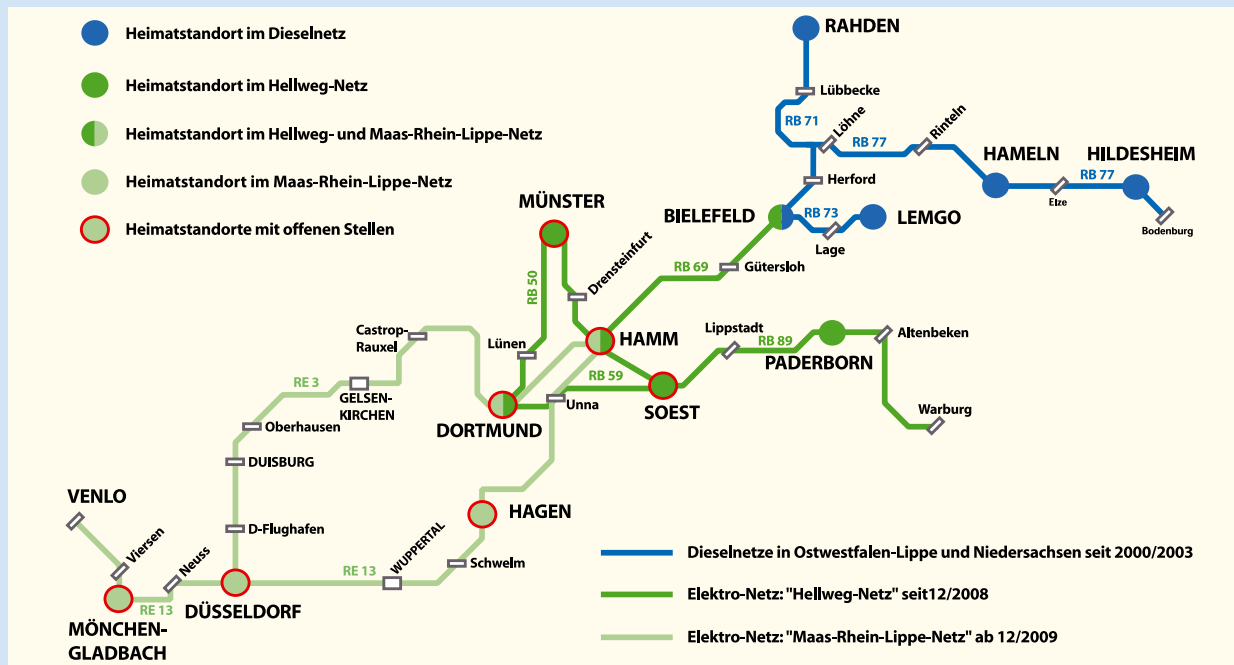 Heimatstandort im Dieselnetz
Heimatstandort im Hellweg-Netz
Heimatstandort im Hellweg- und Maas-Rhein-Lippe-Netz
Heimatstandort im Maas-Rhein-Lippe-Netz
Heimatstandorte mit offenen Stellen
RAHDEN
Lübbecke
RB 71
Löhne
RB 77
Rinteln
HAMELN
HILDESHEIM
RB 77
Elze
Bodenburg
Herford
BIELEFELD
RB 73
LEMGO
Lage
MÜNSTER
RB 50
Drensteinfurt
RB 69
Gütersloh
Castrop-
Rauxel
Lünen
HAMM
Lippstadt
RB 89
PADERBORN
Altenbeken
RE 3
GELSEN-
KIRCHEN
RB 59
Unna
SOEST
Warburg
DORTMUND
Oberhausen
DUISBURG
VENLO
Viersen
Neuss
D-Flughafen
HAGEN
WUPPERTAL
Schwelm
RE 13
RE 13
DÜSSELDORF
MÖNCHEN-
GLADBACH
Dieselnetze in Ostwestfalen-Lippe und Niedersachsen seit 2000/2003
Elektro-Netz: "Hellweg-Netz" seit12/2008
Elektro-Netz: "Maas-Rhein-Lippe-Netz" ab 12/2009